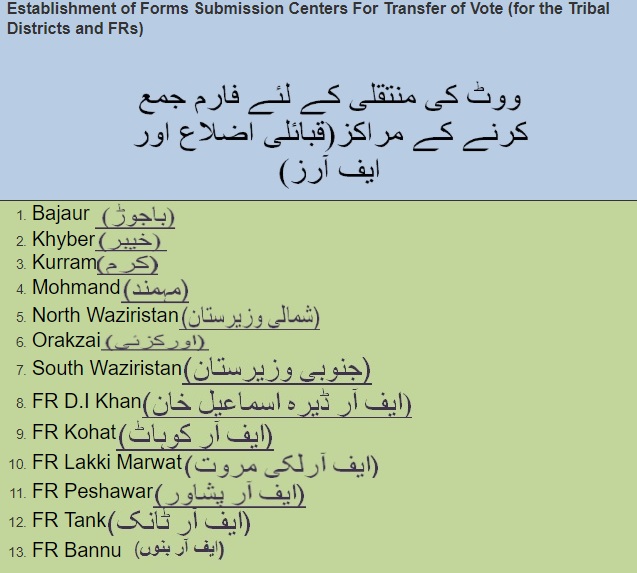 Establishment of Forms Submission Centers For Transfer of Vote (for the Tribal
Districts and FRs)
ووٹ کی منتقلی کے لئے فارم جمع
کرنے کے مراکز(قبائلی اضلاع اور
ایف آرز)
1. Bajaur (باجوڑ)
2. Khyber (خیبر)
3. Kurram(کرم)
4. Mohmand(مہمند)
5. North Waziristan(شمالی وزیرستان)
6. Orakzai(اورکزئی)
7. South Waziristan(جنوبی وزیرستان)
8. FR D.I Khan(ایف آر ڈیرہ اسماعیل خان)
9. FR Kohat(ایف آر کوہاٹ)
10. FR Lakki Marwat(ایف آرلکی مروت)
11. FR Peshawar(ایف آر پشاور)
12. FR Tank(ایف آر ٹانک)
13. FR Bannu (ایف آر بنوں)